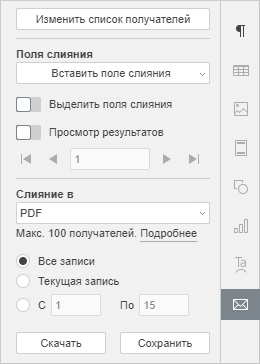 Изменить список получателей
Поля слияния
Вставить поле слияния
Выделить поля слияния
Просмотр результатов
1
Слияние в
PDF
Макс. 100 получателей. Подробнее
Все записи
Текущая запись
С 1 По 15
Скачать Сохранить
Ta